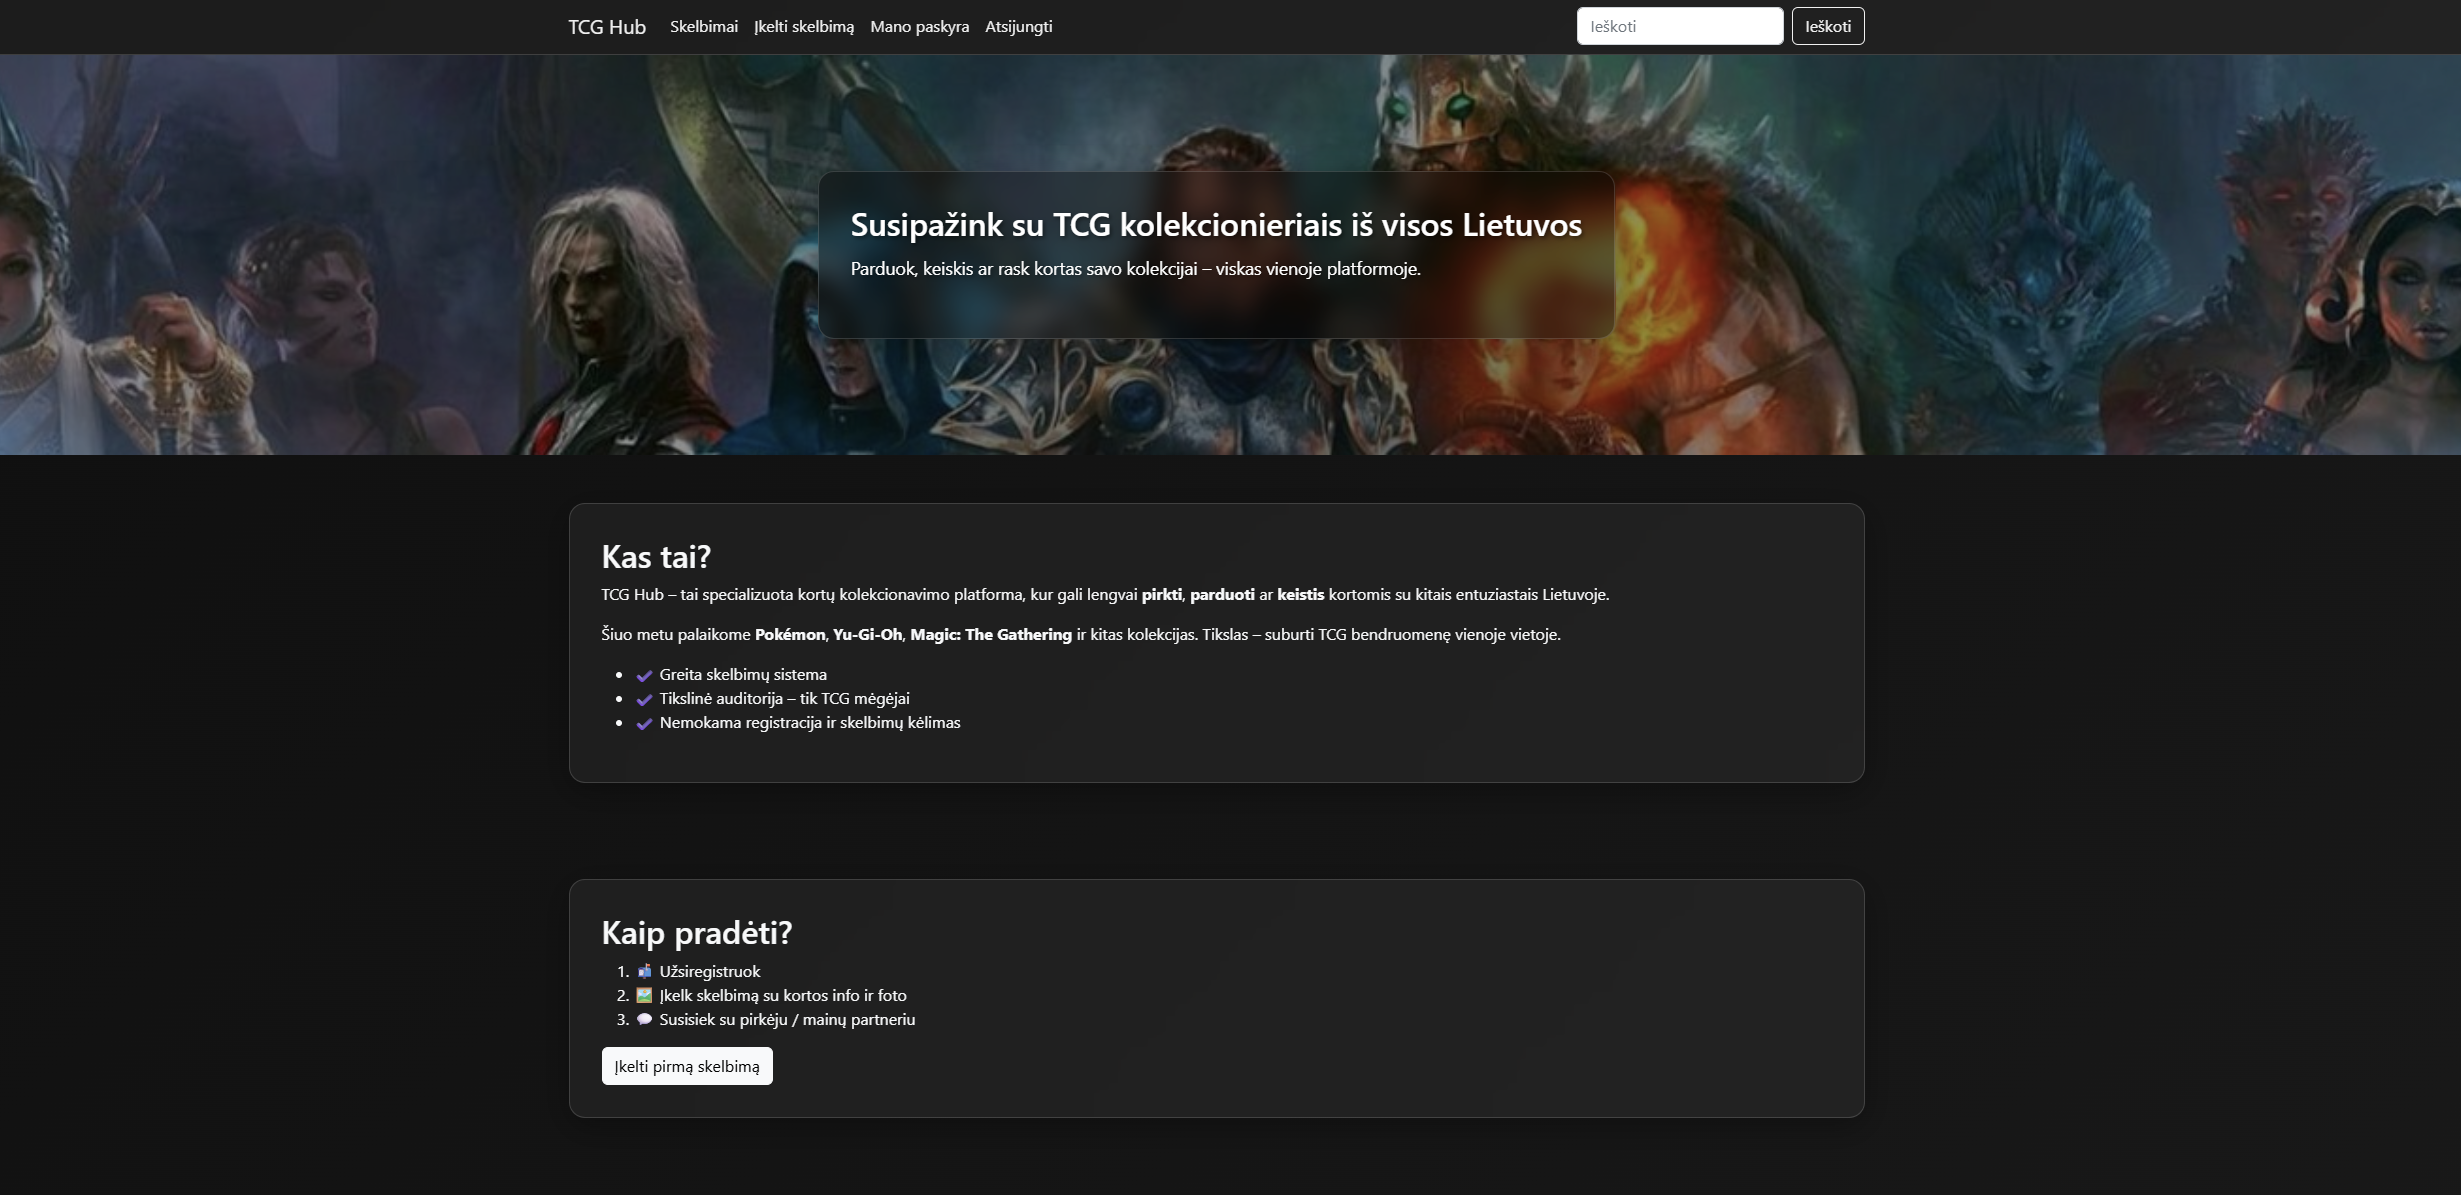 TCG Hub Skelbimai Įkelti skelbimą Mano paskyra Atsijungti Ieškoti Ieškoti
Susipažink su TCG kolekcionieriais iš visos Lietuvos
Parduok, keiskis ar rask kortas savo kolekcijai – viskas vienoje platformoje.
Kas tai?
TCG Hub – tai specializuota kortų kolekcionavimo platforma, kur gali lengvai pirkti, parduoti ar keistis kortomis su kitais entuziastais Lietuvoje.
Šiuo metu palaikome Pokémon, Yu-Gi-Oh, Magic: The Gathering ir kitas kolekcijas. Tikslas – suburti TCG bendruomenę vienoje vietoje.
• ✔ Greita skelbimų sistema
• ✔ Tikslinė auditorija – tik TCG mėgėjai
• ✔ Nemokama registracija ir skelbimų kėlimas
Kaip pradėti?
1. 📬 Užsiregistruok
2. 🖼️ Įkelk skelbimą su kortos info ir foto
3. 💬 Susisiek su pirkėju / mainų partneriu
Įkelti pirmą skelbimą